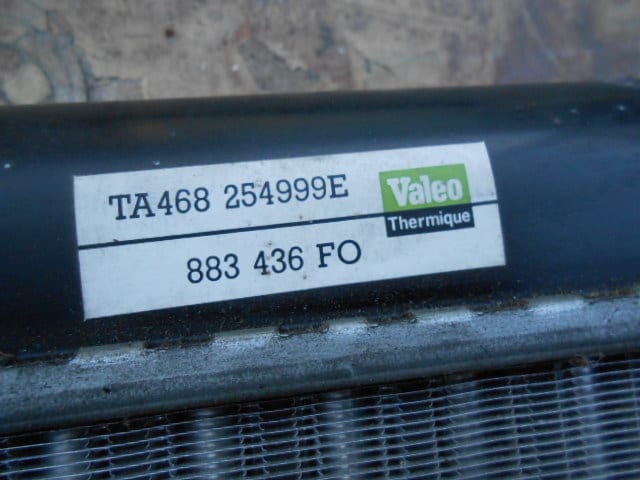 TA468 254999E
Valeo
Thermique
883 436 FO